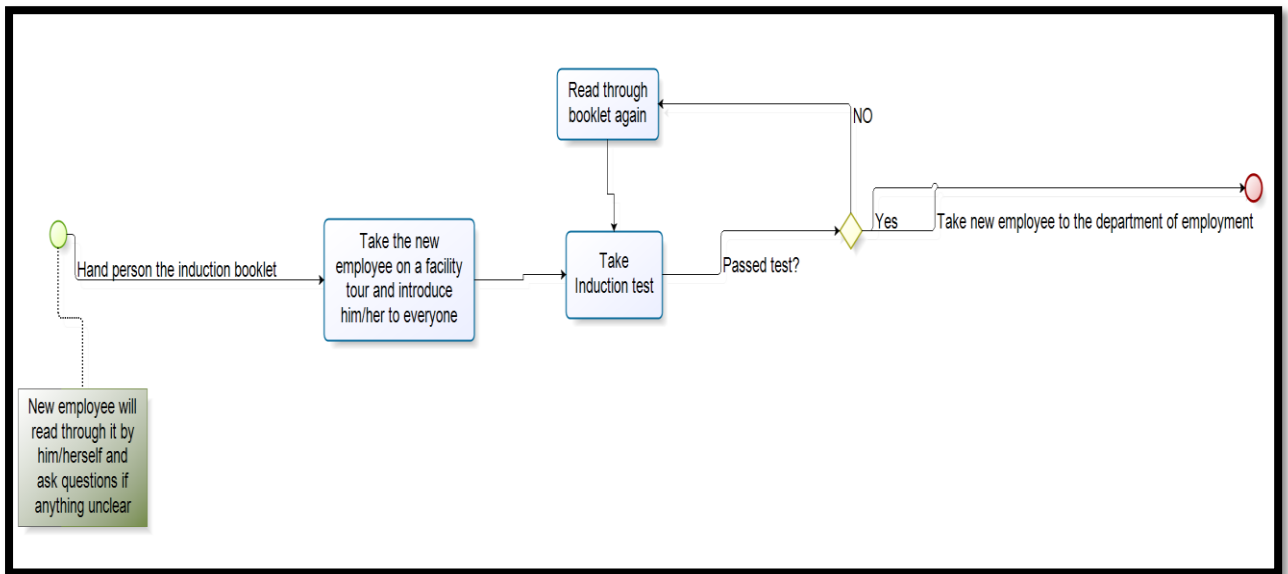 Read through
booklet again
NO
Yes
Take new employee to the department of employment
Take the new
employee on a facility
tour and introduce
him/her to everyone
Take
Induction test
Passed test?
Hand person the induction booklet
New employee will
read through it by
him/herself and
ask questions if
anything unclear